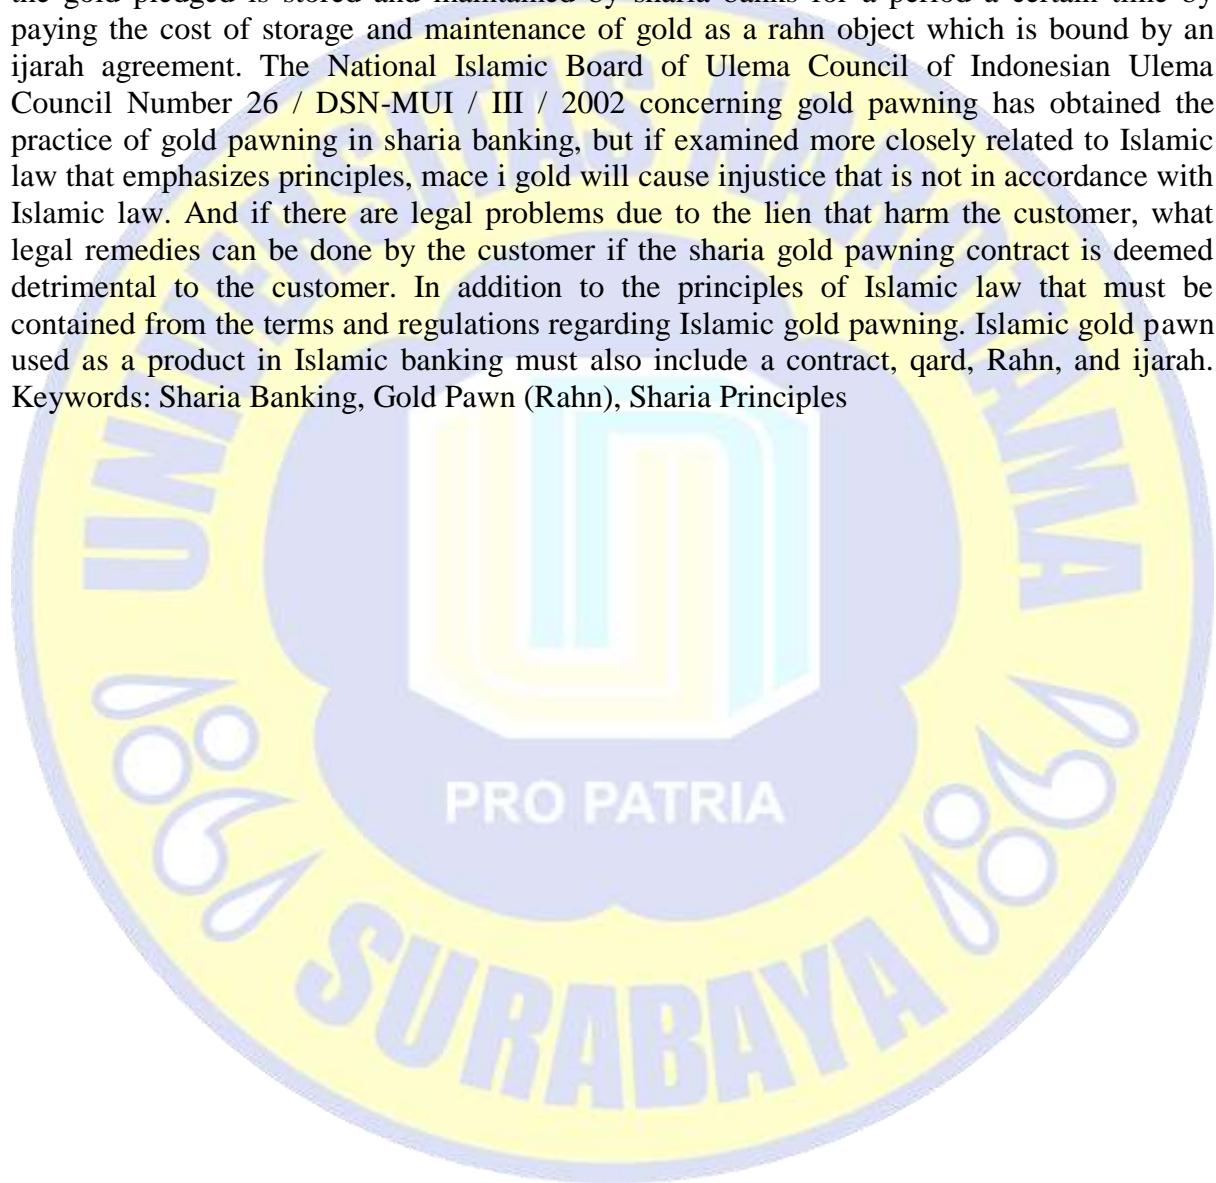 the gold pledged is stored and maintained by sharia banks for a period a certain time by
paying the cost of storage and maintenance of gold as a rahn object which is bound by an
ijarah agreement. The National Islamic Board of Ulema Council of Indonesian Ulema
Council Number 26 / DSN-MUI / III / 2002 concerning gold pawning has obtained the
practice of gold pawning in sharia banking, but if examined more closely related to Islamic
law that emphasizes principles, mace i gold will cause injustice that is not in accordance with
Islamic law. And if there are legal problems due to the lien that harm the customer, what
legal remedies can be done by the customer if the sharia gold pawning contract is deemed
detrimental to the customer. In addition to the principles of Islamic law that must be
contained from the terms and regulations regarding Islamic gold pawning. Islamic gold pawn
used as a product in Islamic banking must also include a contract, qard, Rahn, and ijarah.
Keywords: Sharia Banking, Gold Pawn (Rahn), Sharia Principles
UNIVERSITAS NAROTAMA
PRO PATRIA
SURABAYA